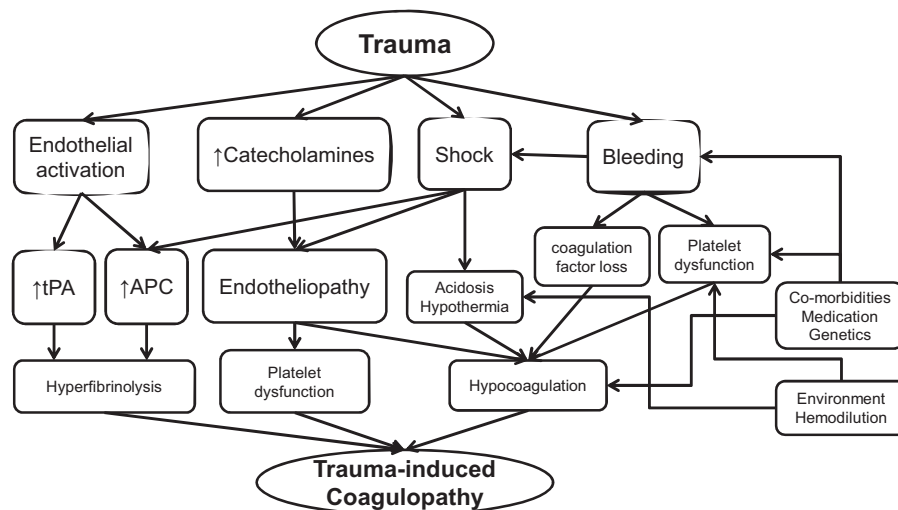 Trauma
Endothelial
activation
↑Catecholamines
Shock
Bleeding
↑tPA
↑APC
Endotheliopathy
Acidosis
Hypothermia
coagulation
factor loss
Platelet
dysfunction
Co-morbidities
Medication
Genetics
Hyperfibrinolysis
Platelet
dysfunction
Hypocoagulation
Environment
Hemodilution
Trauma-induced
Coagulopathy